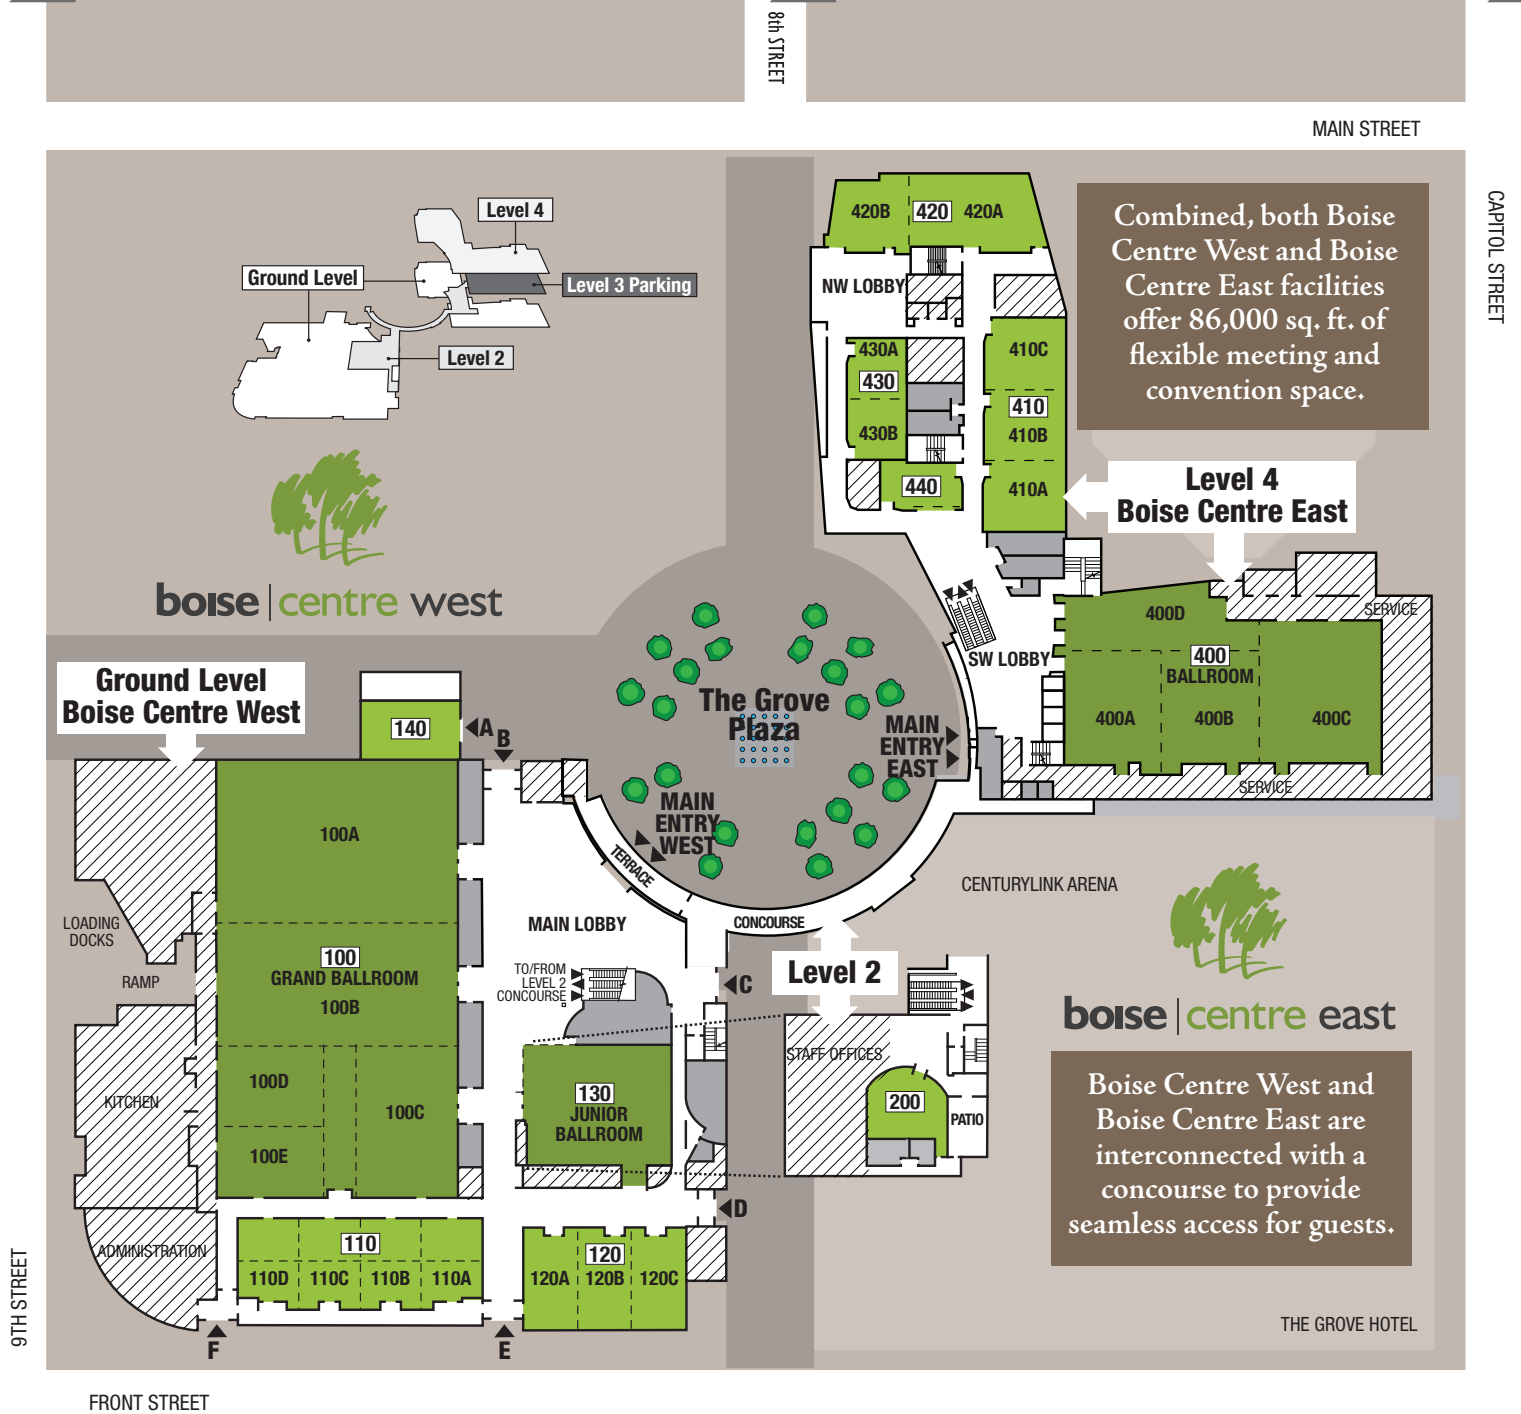 8th STREET
MAIN STREET
CAPITOL STREET
Level 4
Ground Level
Level 3 Parking
Level 2
boise | centre west
Combined, both Boise
Centre West and Boise
Centre East facilities
offer 86,000 sq. ft. of
flexible meeting and
convention space.
420B
420
420A
NW LOBBY
430A
430
430B
440
410C
410
410B
410A
Level 4
Boise Centre East
SW LOBBY
400D
400
BALLROOM
400A
400B
400C
SERVICE
SERVICE
The Grove
Plaza
MAIN
ENTRY
EAST
MAIN
ENTRY
WEST
TERRACE
CONCOURSE
Ground Level
Boise Centre West
140
A
B
100A
100
GRAND BALLROOM
100B
100D
100C
100E
LOADING
DOCKS
RAMP
KITCHEN
ADMINISTRATION
MAIN LOBBY
TO/FROM
LEVEL 2
CONCOURSE
C
130
JUNIOR
BALLROOM
D
110
110D
110C
110B
110A
120
120A
120B
120C
F
E
Level 2
STAFF OFFICES
200
PATIO
CENTURYLINK ARENA
boise | centre east
Boise Centre West and
Boise Centre East are
interconnected with a
concourse to provide
seamless access for guests.
THE GROVE HOTEL
9TH STREET
FRONT STREET